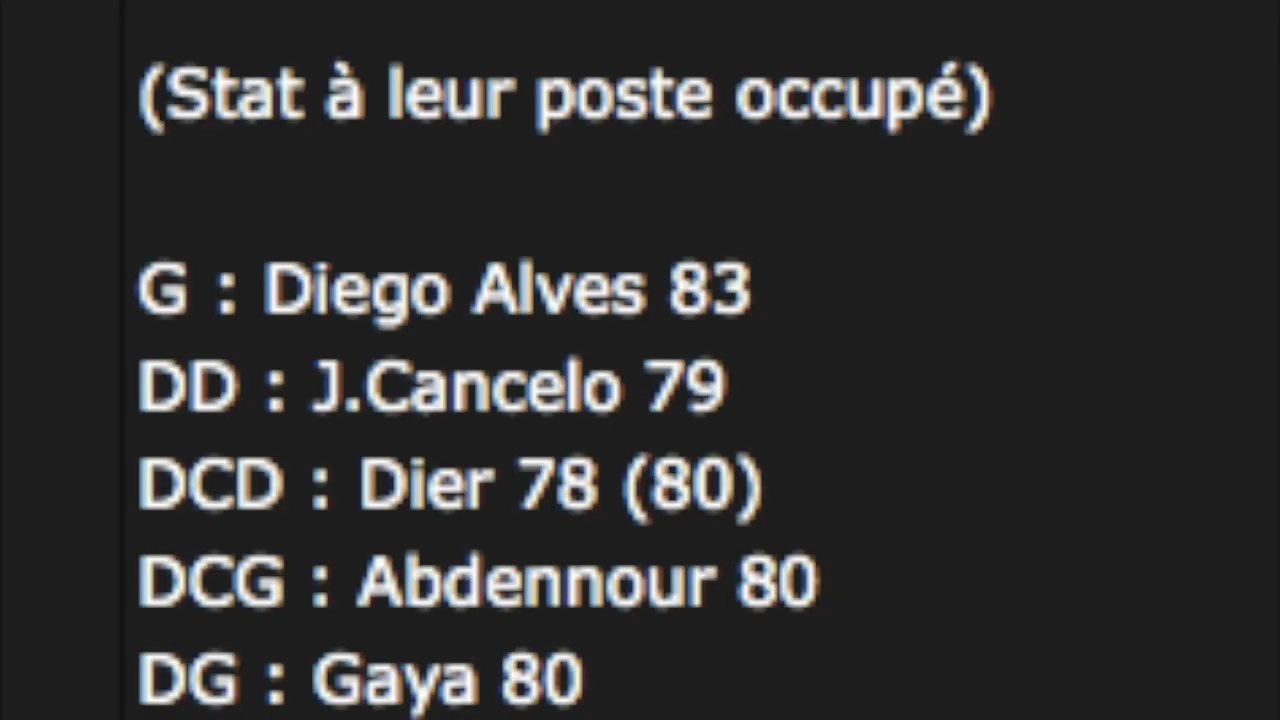 (Stat à leur poste occupé)
G : Diego Alves 83
DD : J.Cancelo 79
DCD : Dier 78 (80)
DCG : Abdennour 80
DG : Gaya 80